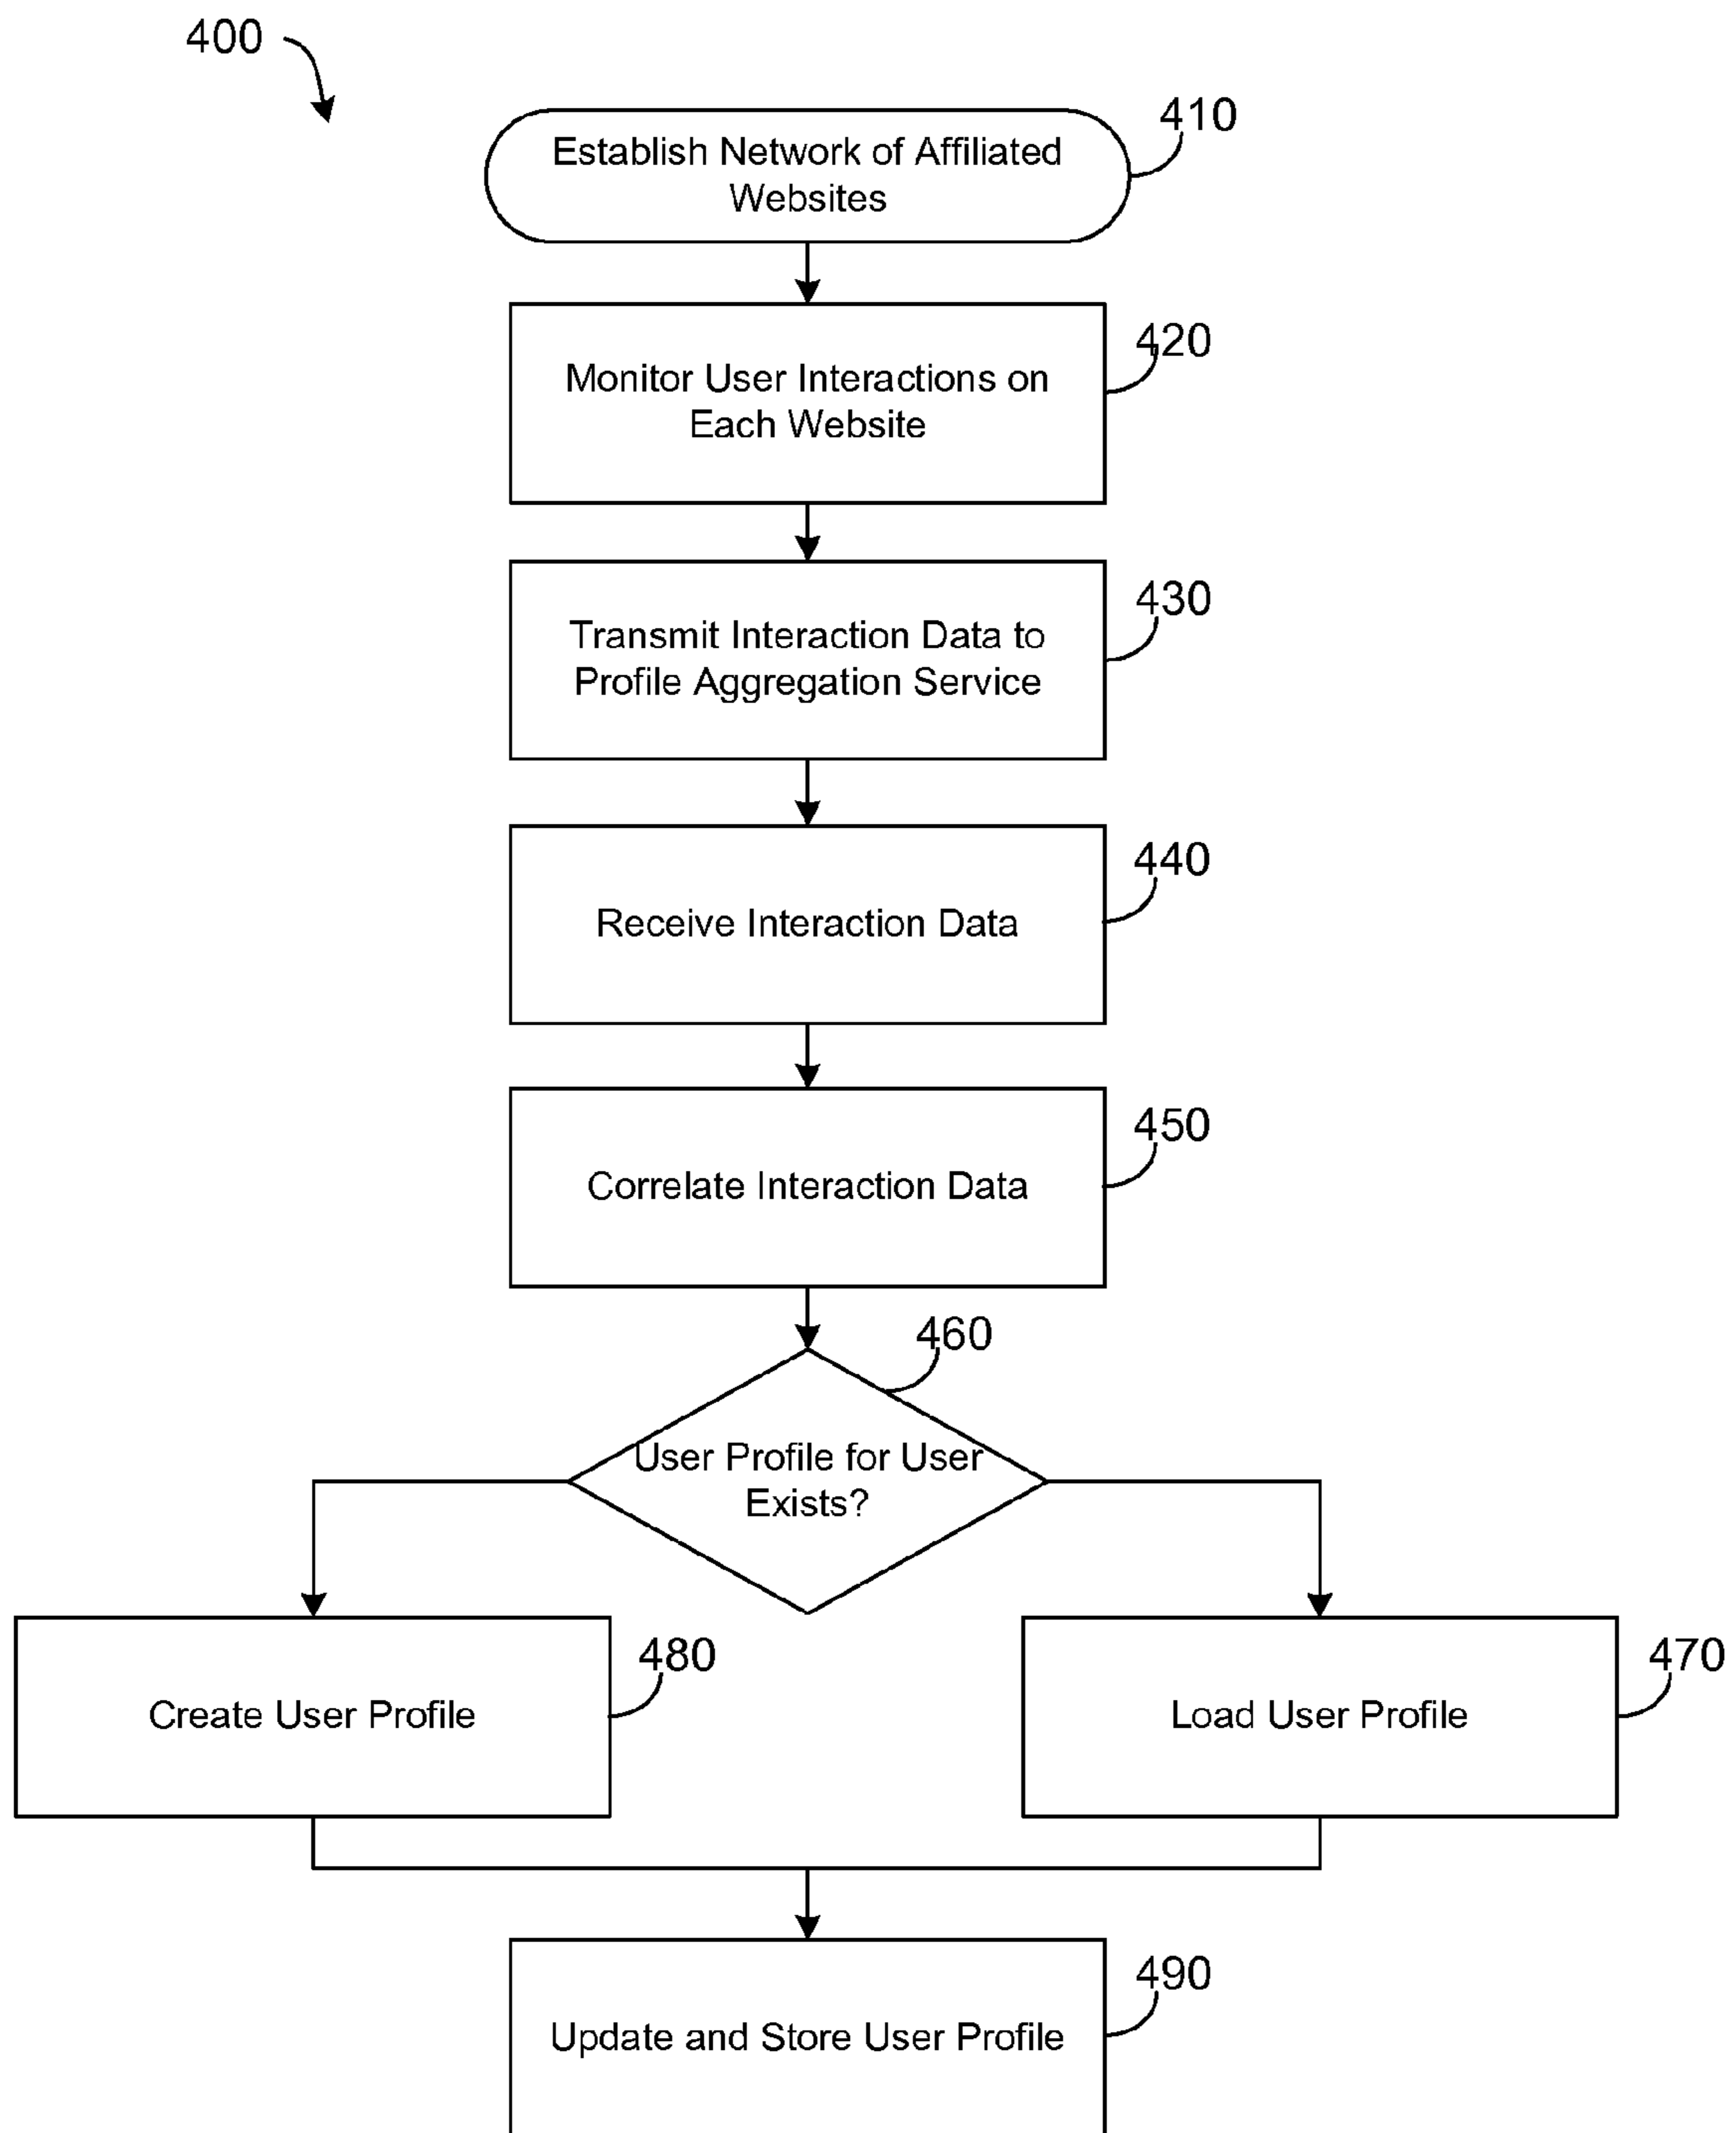 400
410
Establish Network of Affiliated
Websites
420
Monitor User Interactions on
Each Website
430
Transmit Interaction Data to
Profile Aggregation Service
440
Receive Interaction Data
450
Correlate Interaction Data
460
User Profile for User
Exists?
480
Create User Profile
470
Load User Profile
490
Update and Store User Profile